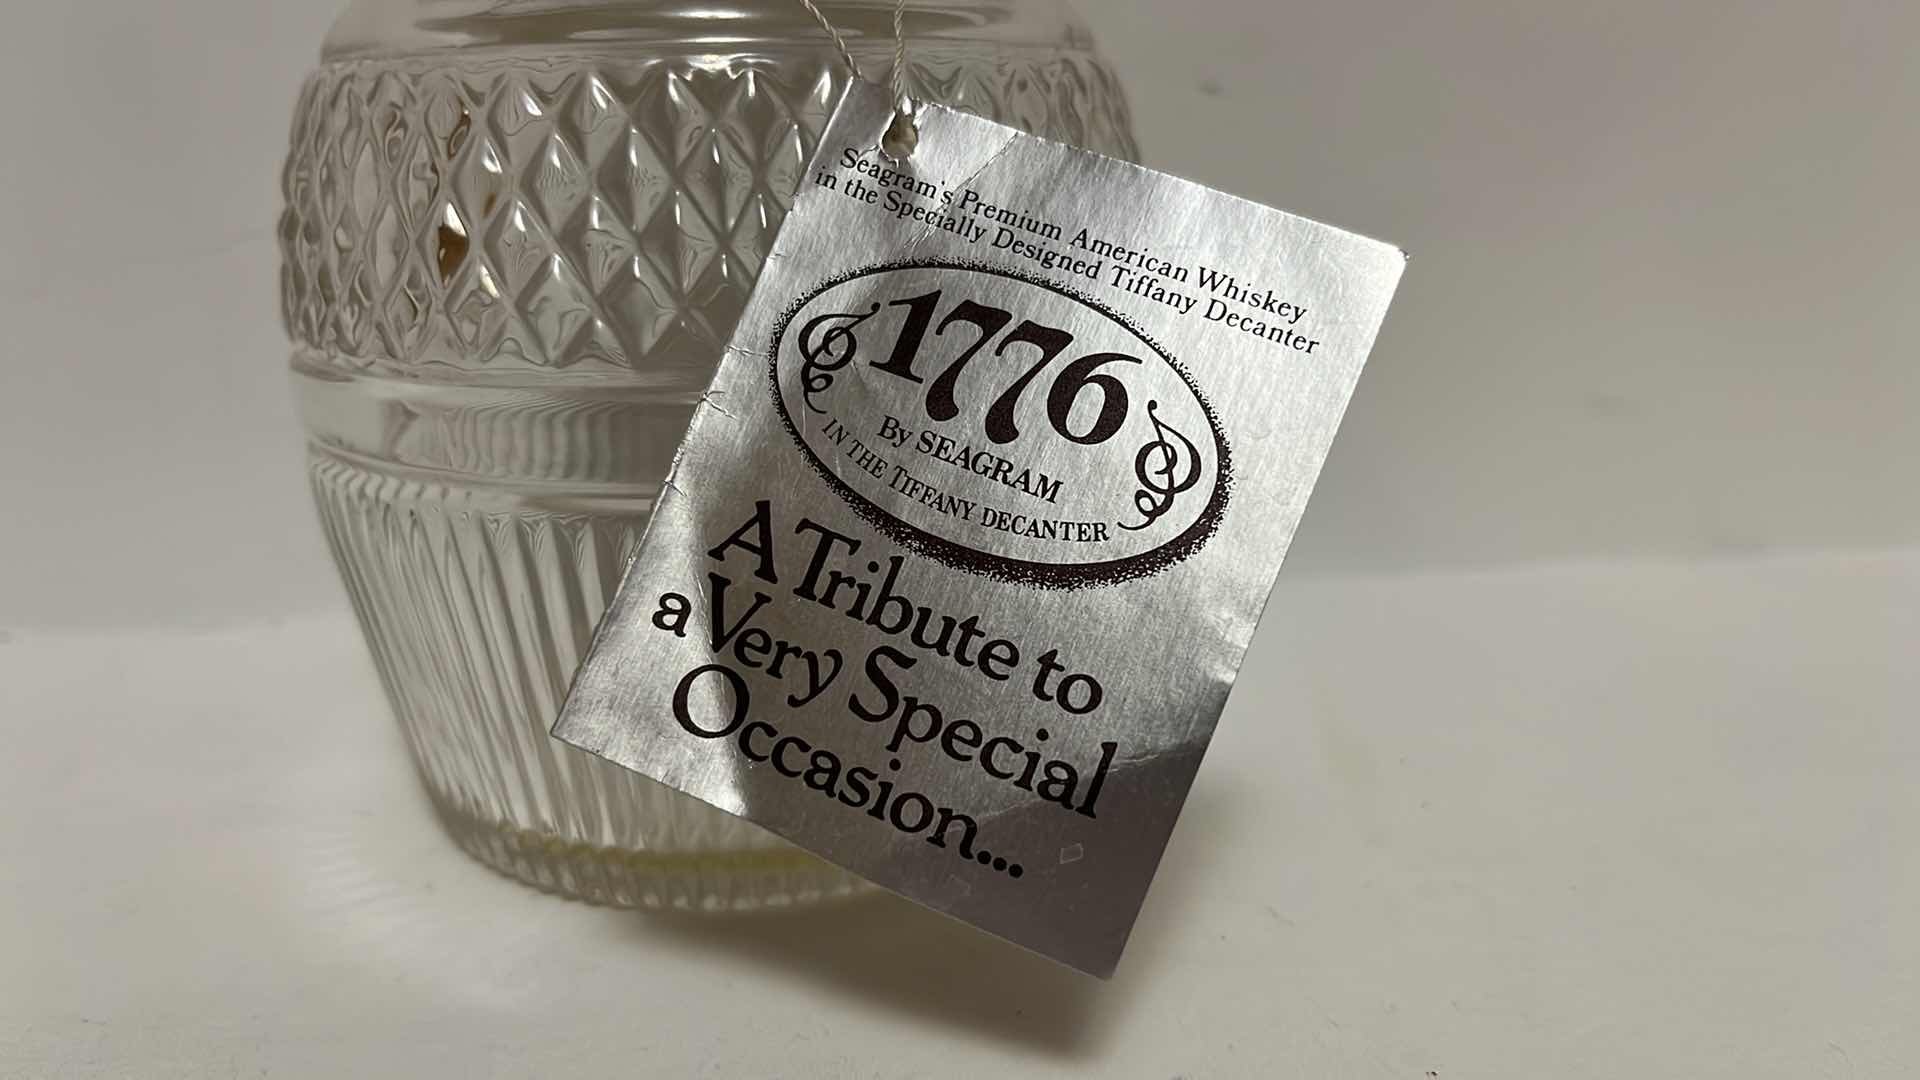 Seagram's Premium American Whiskey
in the Specially Designed Tiffany Decanter
1776
By SEAGRAM
IN THE TIFFANY DECANTER
A Tribute to
a Very Special
Occasion...